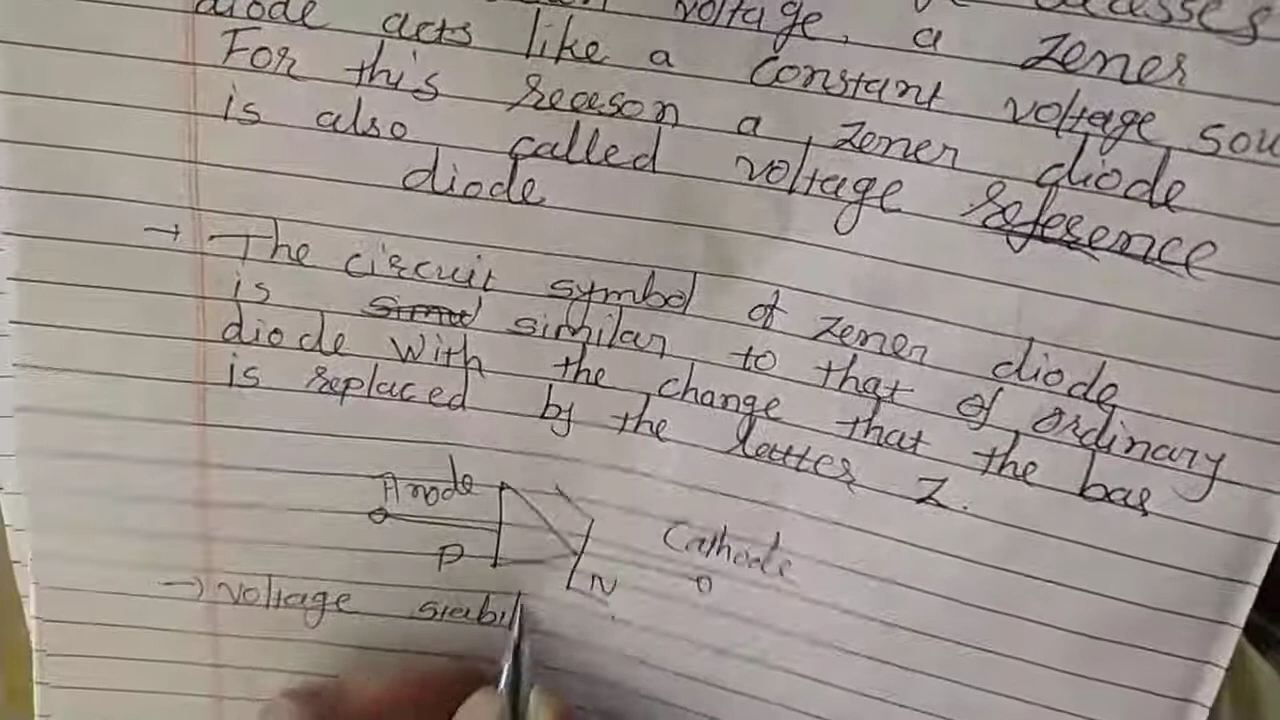 voltage, a zener
diode acts like a constant voltage sou
For this reason a zener diode
is also called voltage reference
diode
→ The circuit symbol of zener diode
is similar to that of ordinary
diode with the change that the bar
is replaced by the letter Z.
Anode
Cathode
P
N
→ Voltage stabil